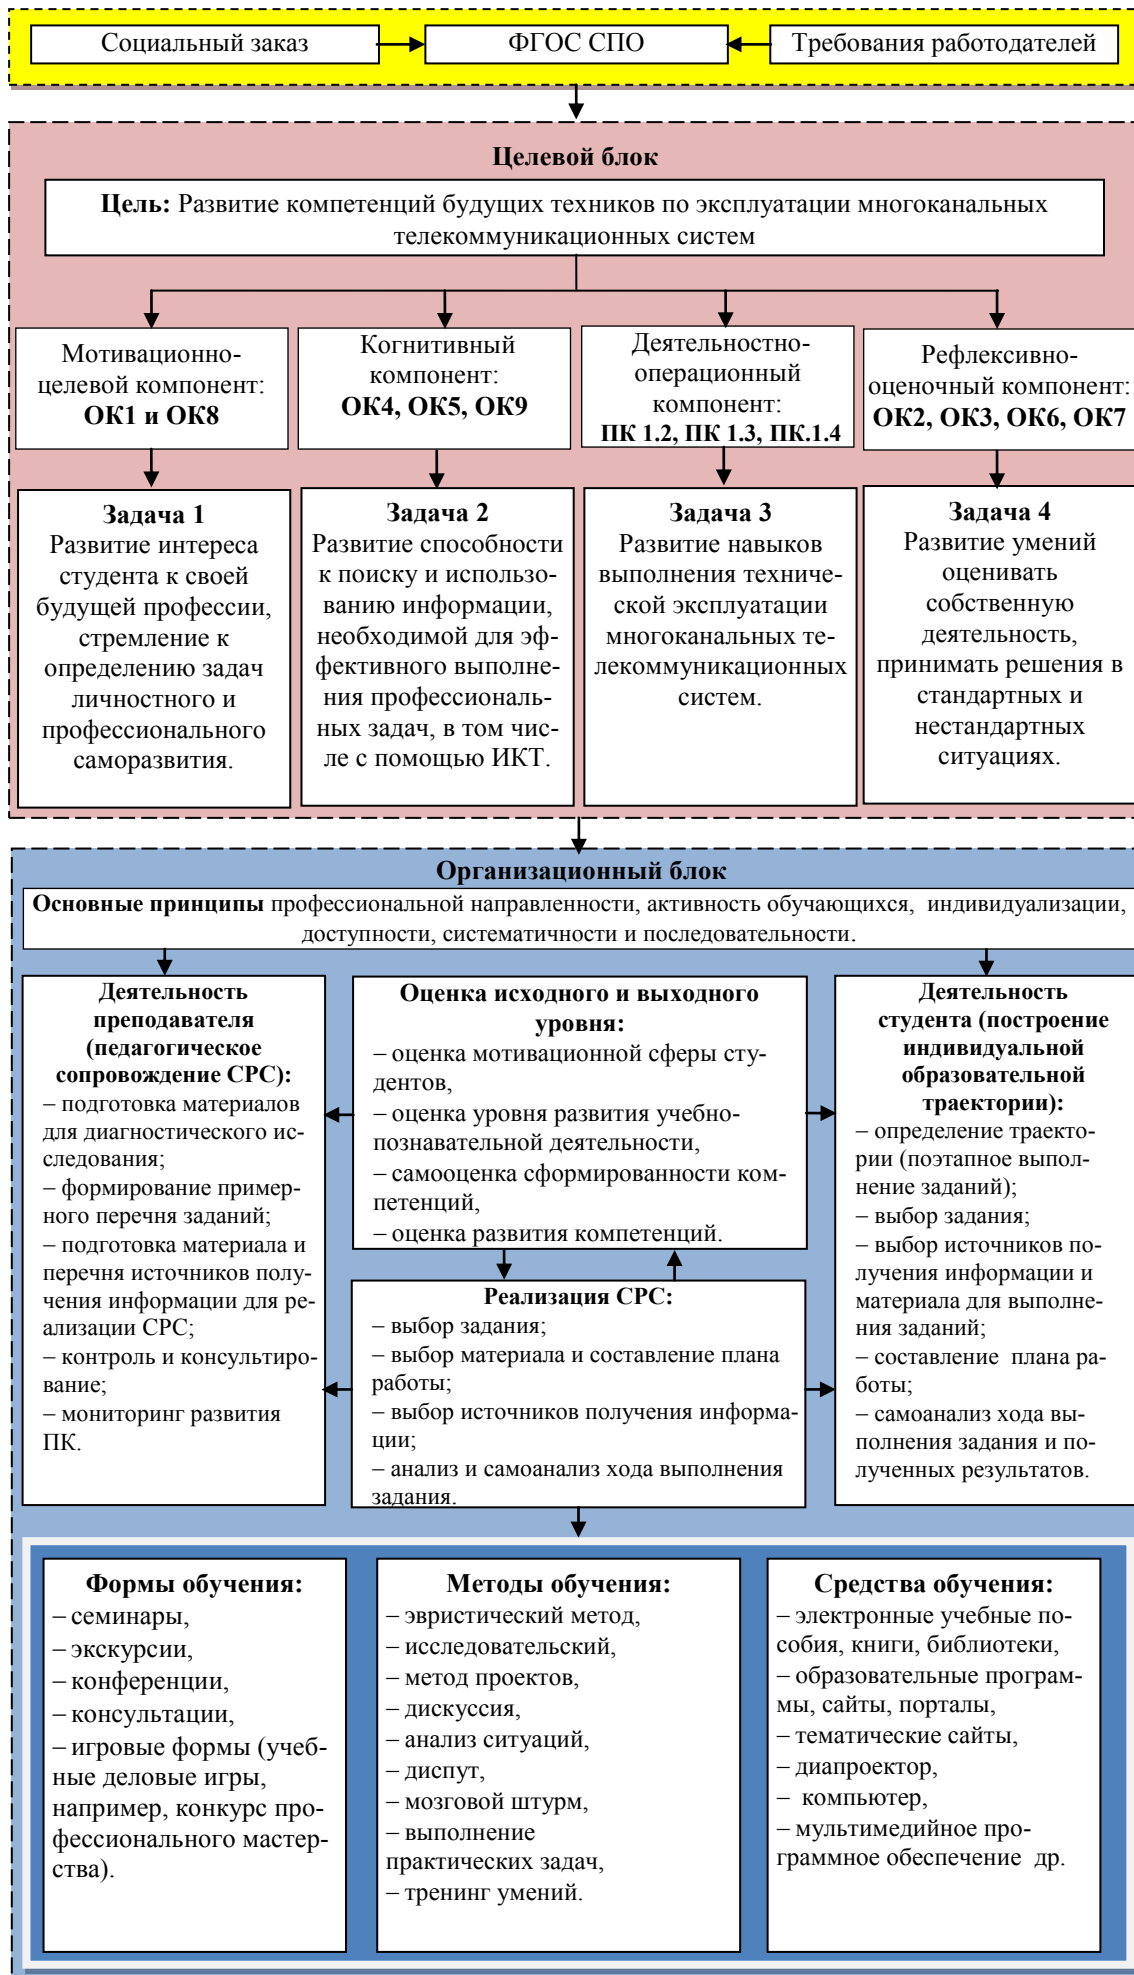 Социальный заказ
ФГОС СПО
Требования работодателей
Целевой блок
Цель: Развитие компетенций будущих техников по эксплуатации многоканальных
телекоммуникационных систем
Мотивационно-
целевой компонент:
ОК1 и ОК8
Когнитивный
компонент:
ОК4, ОК5, ОК9
Деятельностно-
операционный
компонент:
ПК 1.2, ПК 1.3, ПК.1.4
Рефлексивно-
оценочный компонент:
ОК2, ОК3, ОК6, ОК7
Задача 1
Развитие интереса
студента к своей
будущей профессии,
стремление к
определению задач
личностного и
профессионального
саморазвития.
Задача 2
Развитие способности
к поиску и использо-
ванию информации,
необходимой для эф-
фективного выполне-
ния профессиональ-
ных задач, в том чис-
ле с помощью ИКТ.
Задача 3
Развитие навыков
выполнения техниче-
ской эксплуатации
многоканальных те-
лекоммуникационных
систем.
Задача 4
Развитие умений
оценивать
собственную
деятельность,
принимать решения в
стандартных и
нестандартных
ситуациях.
Организационный блок
Основные принципы профессиональной направленности, активность обучающихся, индивидуализации,
доступности, систематичности и последовательности.
Деятельность
преподавателя
(педагогическое
сопровождение СРС):
– подготовка материалов
для диагностического ис-
следования;
– формирование пример-
ного перечня заданий;
– подготовка материала и
перечня источников полу-
чения информации для ре-
ализации СРС;
– контроль и консультиро-
вание;
– мониторинг развития
ПК.
Оценка исходного и выходного
уровня:
– оценка мотивационной сферы сту-
дентов,
– оценка уровня развития учебно-
познавательной деятельности,
– самооценка сформированности ком-
петенций,
– оценка развития компетенций.
Реализация СРС:
– выбор задания;
– выбор материала и составление плана
работы;
– выбор источников получения информа-
ции;
– анализ и самоанализ хода выполнения
задания.
Деятельность
студента (построение
индивидуальной
образовательной
траектории):
– определение траекто-
рии (поэтапное выпол-
нение заданий);
– выбор задания;
– выбор источников по-
лучения информации и
материала для выполне-
ния заданий;
– составление плана ра-
боты;
– самоанализ хода вы-
полнения задания и по-
лученных результатов.
Формы обучения:
– семинары,
– экскурсии,
– конференции,
– консультации,
– игровые формы (учеб-
ные деловые игры,
например, конкурс про-
фессионального мастер-
ства).
Методы обучения:
– эвристический метод,
– исследовательский,
– метод проектов,
– дискуссия,
– анализ ситуаций,
– диспут,
– мозговой штурм,
– выполнение
практических задач,
– тренинг умений.
Средства обучения:
– электронные учебные по-
собия, книги, библиотеки,
– образовательные програм-
мы, сайты, порталы,
– тематические сайты,
– диапроектор,
– компьютер,
– мультимедийное про-
граммное обеспечение др.